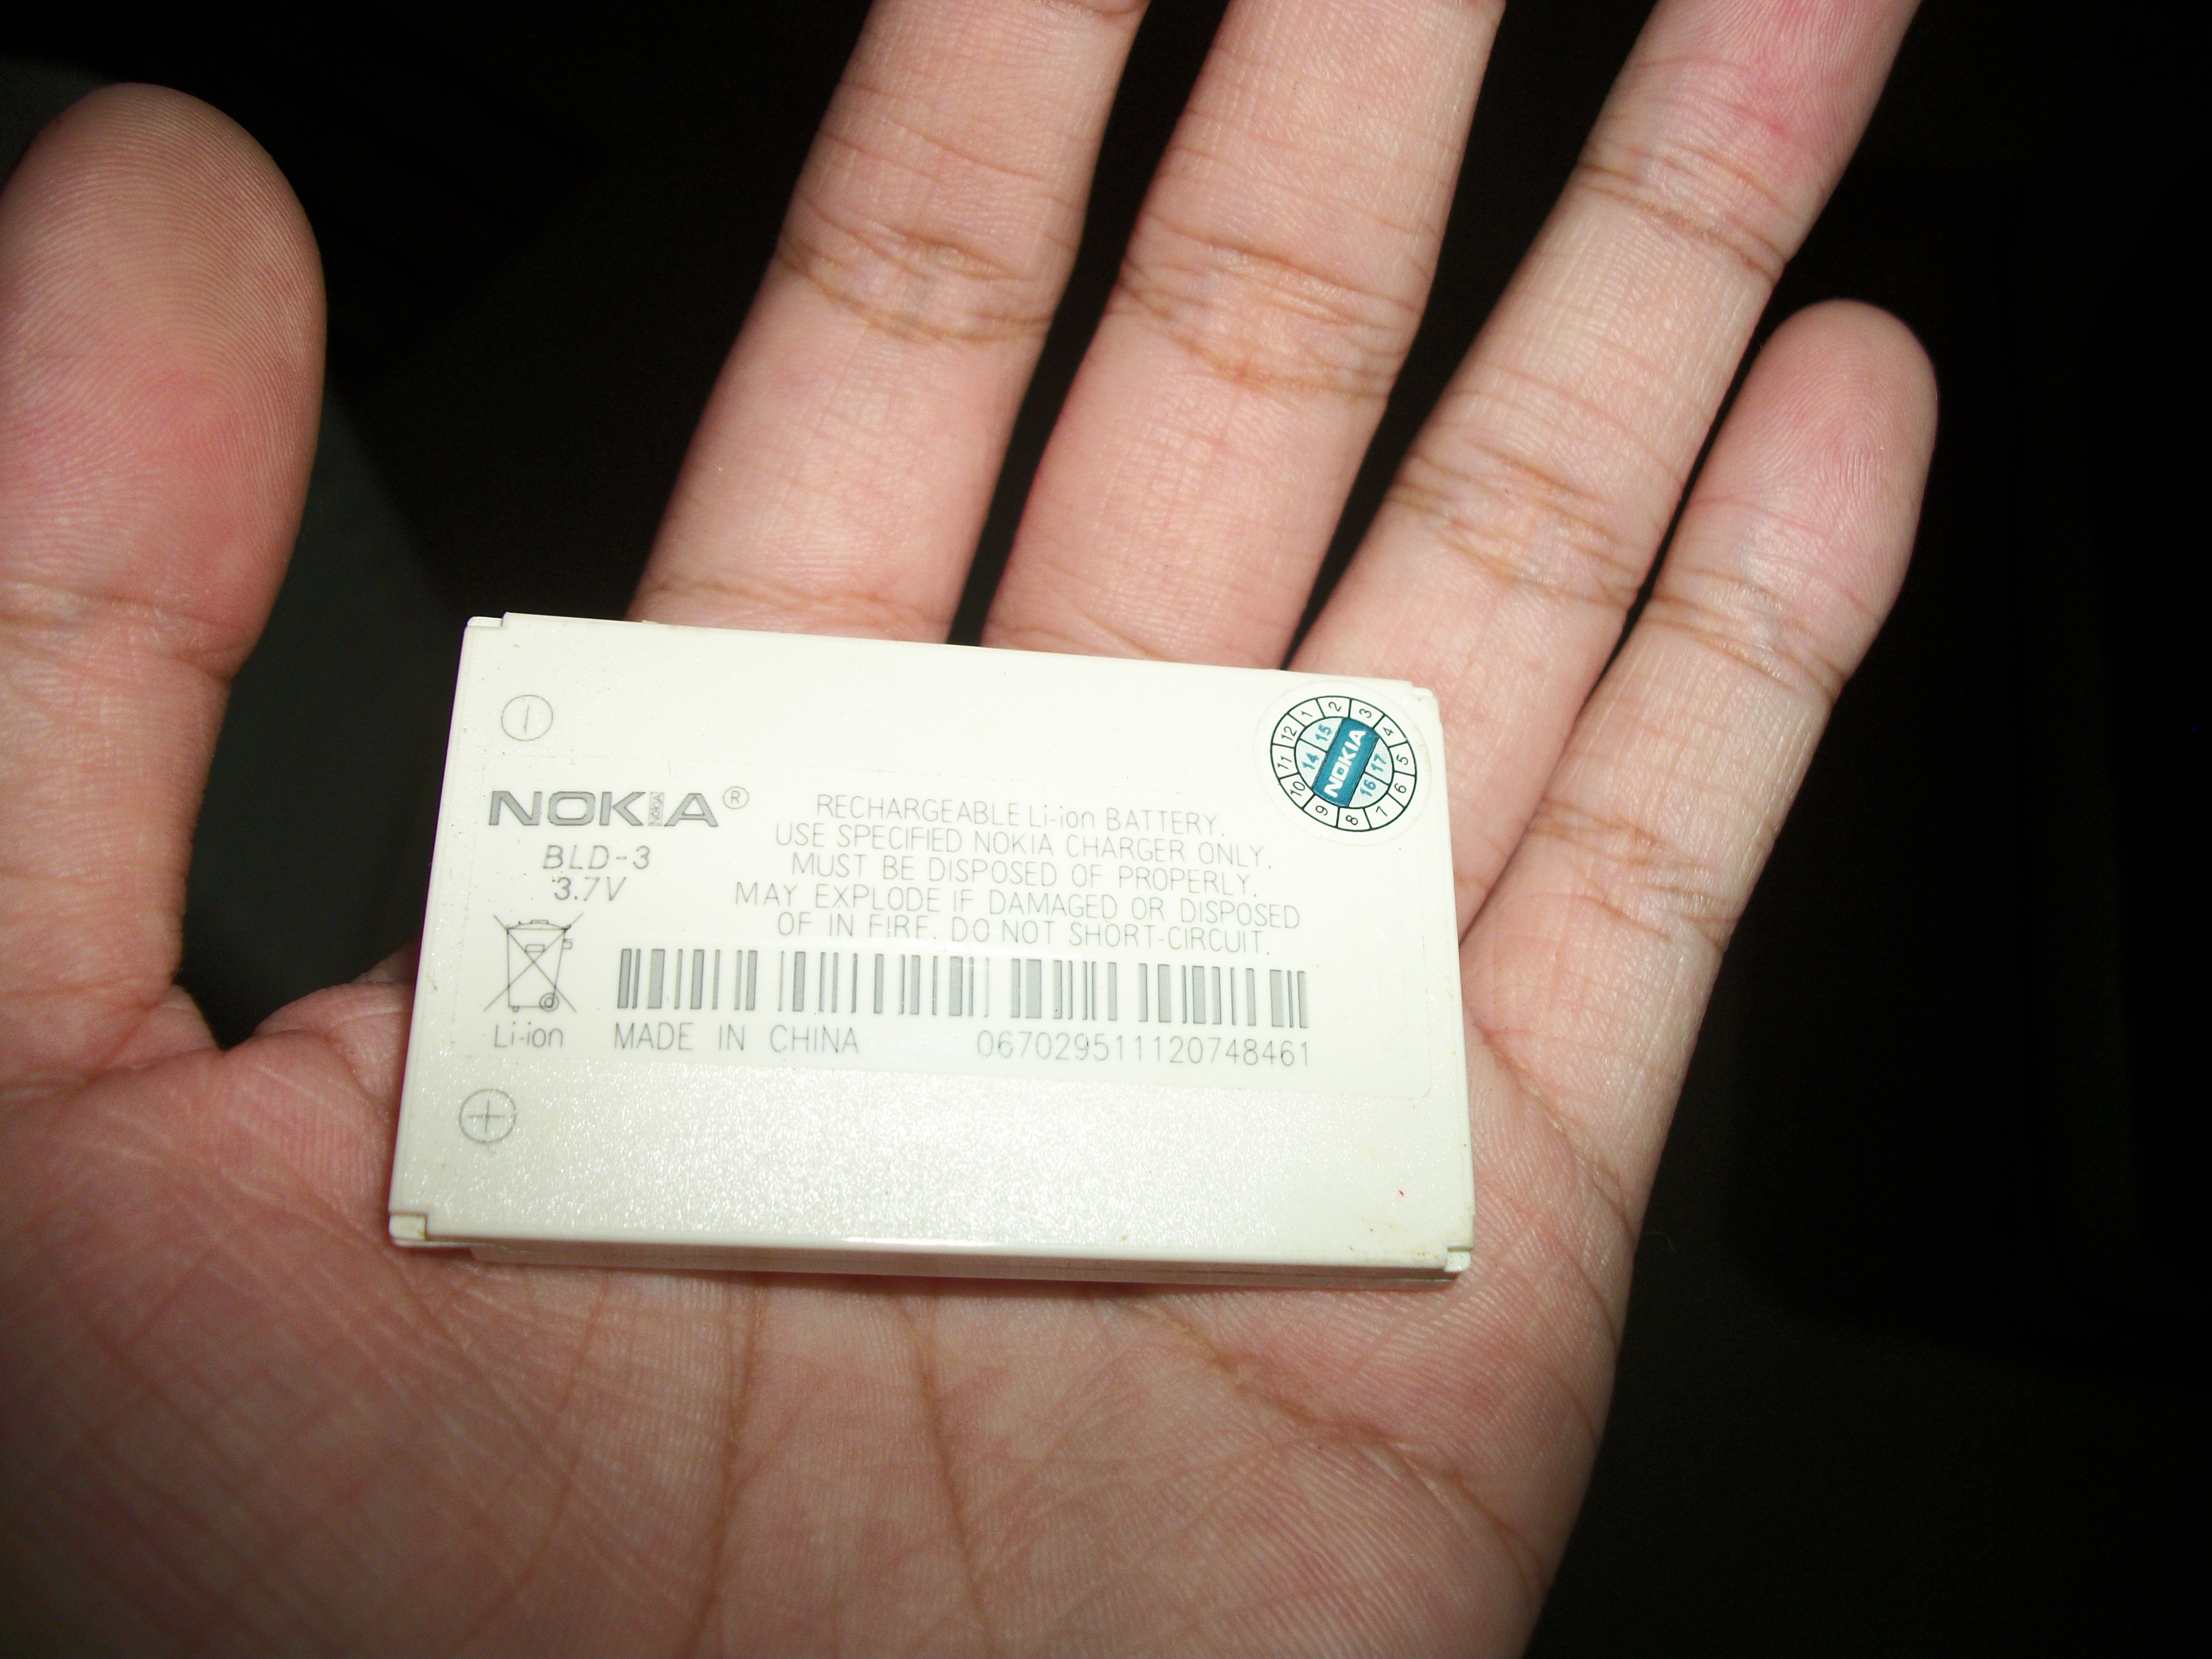 NOKIA®
BLD-3
3.7V
Li-ion
RECHARGEABLE Li-ion BATTERY.
USE SPECIFIED NOKIA CHARGER ONLY.
MUST BE DISPOSED OF PROPERLY.
MAY EXPLODE IF DAMAGED OR DISPOSED
OF IN FIRE. DO NOT SHORT-CIRCUIT.
MADE IN CHINA 0670295111120748461
1 2 3 4 5 6 7 8 9 10 11 12
14 15 16 17
NOKIA